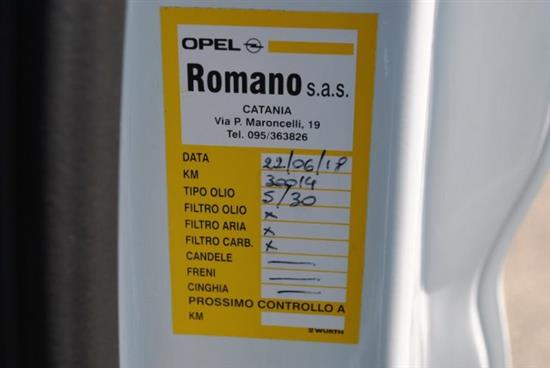 OPEL
Romano s.a.s.
CATANIA
Via P. Maroncelli, 19
Tel. 095/363826
DATA 22/06/18
KM 30014
TIPO OLIO 5/30
FILTRO OLIO x
FILTRO ARIA x
FILTRO CARB. x
CANDELE —
FRENI —
CINGHIA —
PROSSIMO CONTROLLO A
KM
WÜRTH